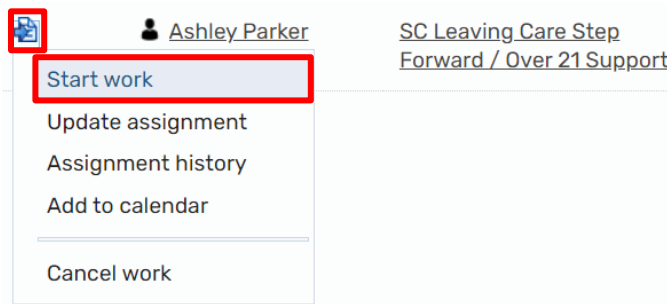 Ashley Parker
SC Leaving Care Step
Forward / Over 21 Support
Start work
Update assignment
Assignment history
Add to calendar
Cancel work